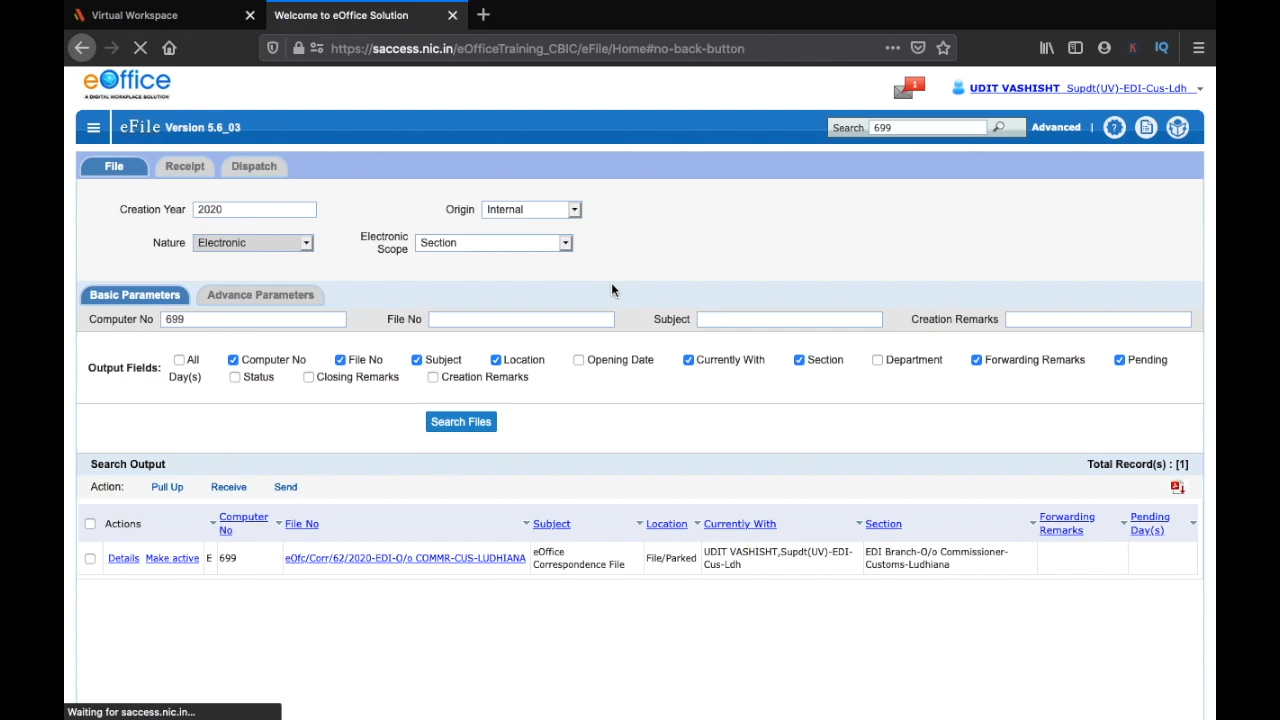 Virtual Workspace
Welcome to eOffice Solution
https://saccess.nic.in/eOfficeTraining_CBIC/eFile/Home#no-back-button
K
IQ
eOffice
A DIGITAL WORKPLACE SOLUTION
1
UDIT VASHISHT Supdt(UV)-EDI-Cus-Ldh
eFile Version 5.6_03
Search 699
Advanced | ?
File Receipt Dispatch
Creation Year 2020 Origin Internal
Nature Electronic Electronic Scope Section
Basic Parameters Advance Parameters
Computer No 699 File No Subject Creation Remarks
Output Fields: All Computer No File No Subject Location Opening Date Currently With Section Department Forwarding Remarks Pending
Day(s) Status Closing Remarks Creation Remarks
Search Files
Search Output Total Record(s) : [1]
Action: Pull Up Receive Send
Actions Computer No File No Subject Location Currently With Section Forwarding Remarks Pending Day(s)
Details Make active E 699 eOfc/Corr/62/2020-EDI-O/o COMMR-CUS-LUDHIANA eOffice Correspondence File File/Parked UDIT VASHISHT,Supdt(UV)-EDI-Cus-Ldh EDI Branch-O/o Commissioner-Customs-Ludhiana
Waiting for saccess.nic.in...